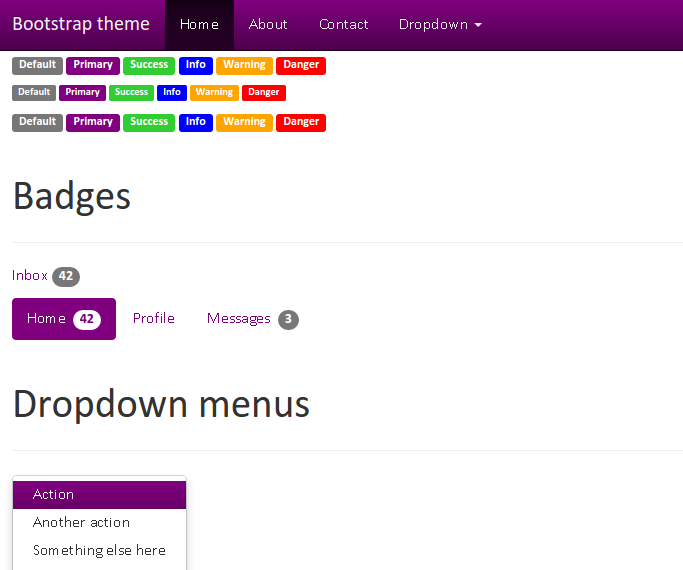 Bootstrap theme Home About Contact Dropdown
Default Primary Success Info Warning Danger
Default Primary Success Info Warning Danger
Default Primary Success Info Warning Danger
Badges
Inbox 42
Home 42 Profile Messages 3
Dropdown menus
Action
Another action
Something else here